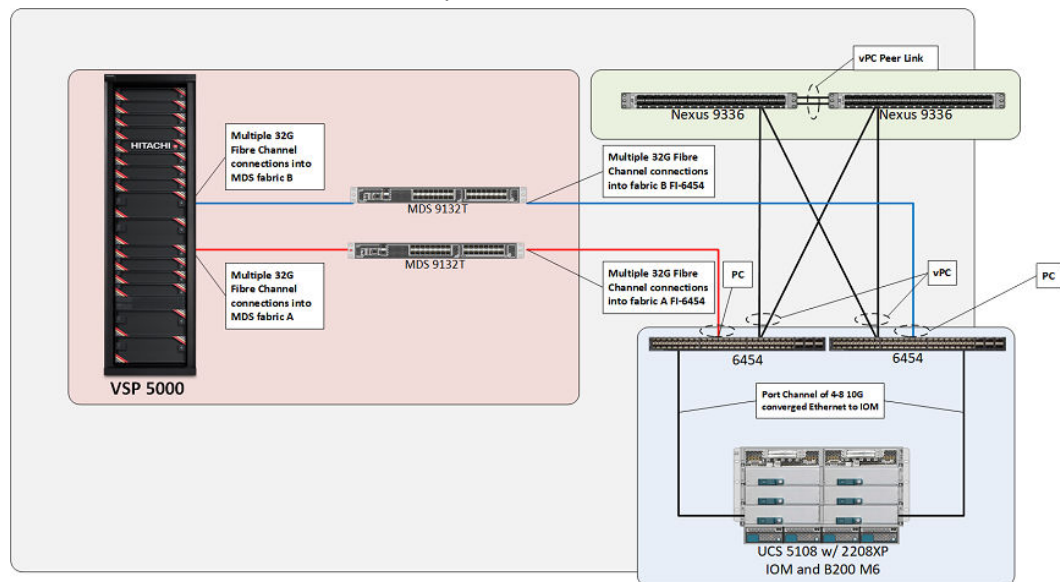 vPC Peer Link
Nexus 9336
Nexus 9336
HITACHI
Multiple 32G
Fibre Channel
connections into
MDS fabric B
Multiple 32G Fibre
Channel connections
into fabric B FI-6454
MDS 9132T
MDS 9132T
Multiple 32G
Fibre Channel
connections into
MDS fabric A
Multiple 32G Fibre
Channel connections
into fabric A FI-6454
PC
vPC
PC
VSP 5000
6454
6454
Port Channel of 4-8 10G
converged Ethernet to IOM
UCS 5108 w/ 2208XP
IOM and B200 M6